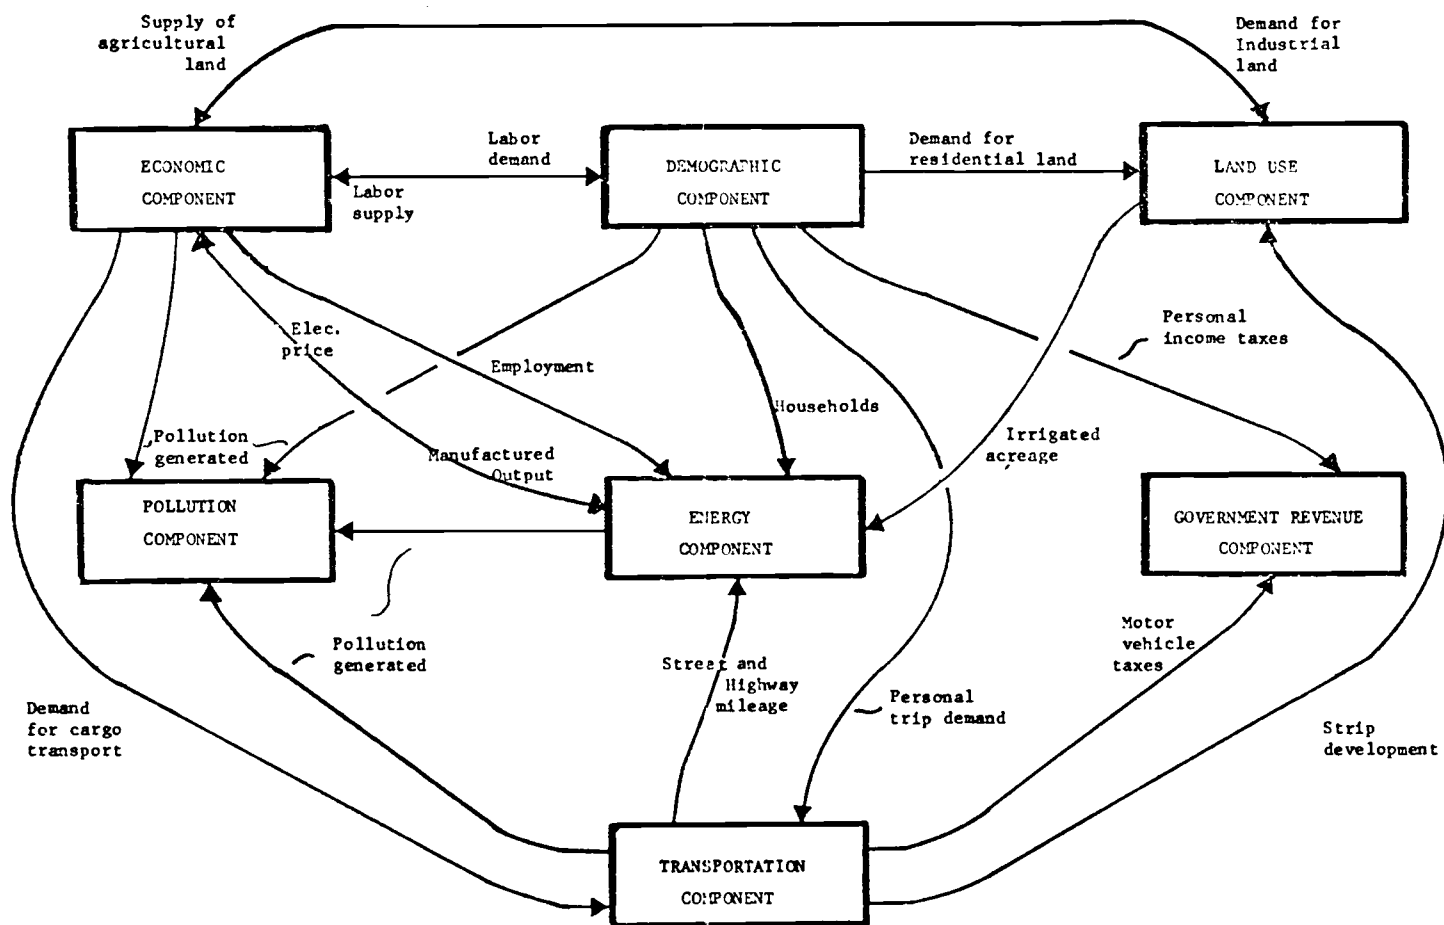 Supply of
agricultural
land
Demand for
Industrial
land
ECONOMIC
COMPONENT
Labor
demand
Labor
supply
DEMOGRAPHIC
COMPONENT
Demand for
residential land
LAND USE
COMPONENT
Elec.
price
Employment
Households
Personal
income taxes
Irrigated
acreage
Pollution
generated
Manufactured
Output
POLLUTION
COMPONENT
ENERGY
COMPONENT
GOVERNMENT REVENUE
COMPONENT
Pollution
generated
Street and
Highway
mileage
Personal
trip demand
Motor
vehicle
taxes
Demand
for cargo
transport
Strip
development
TRANSPORTATION
COMPONENT